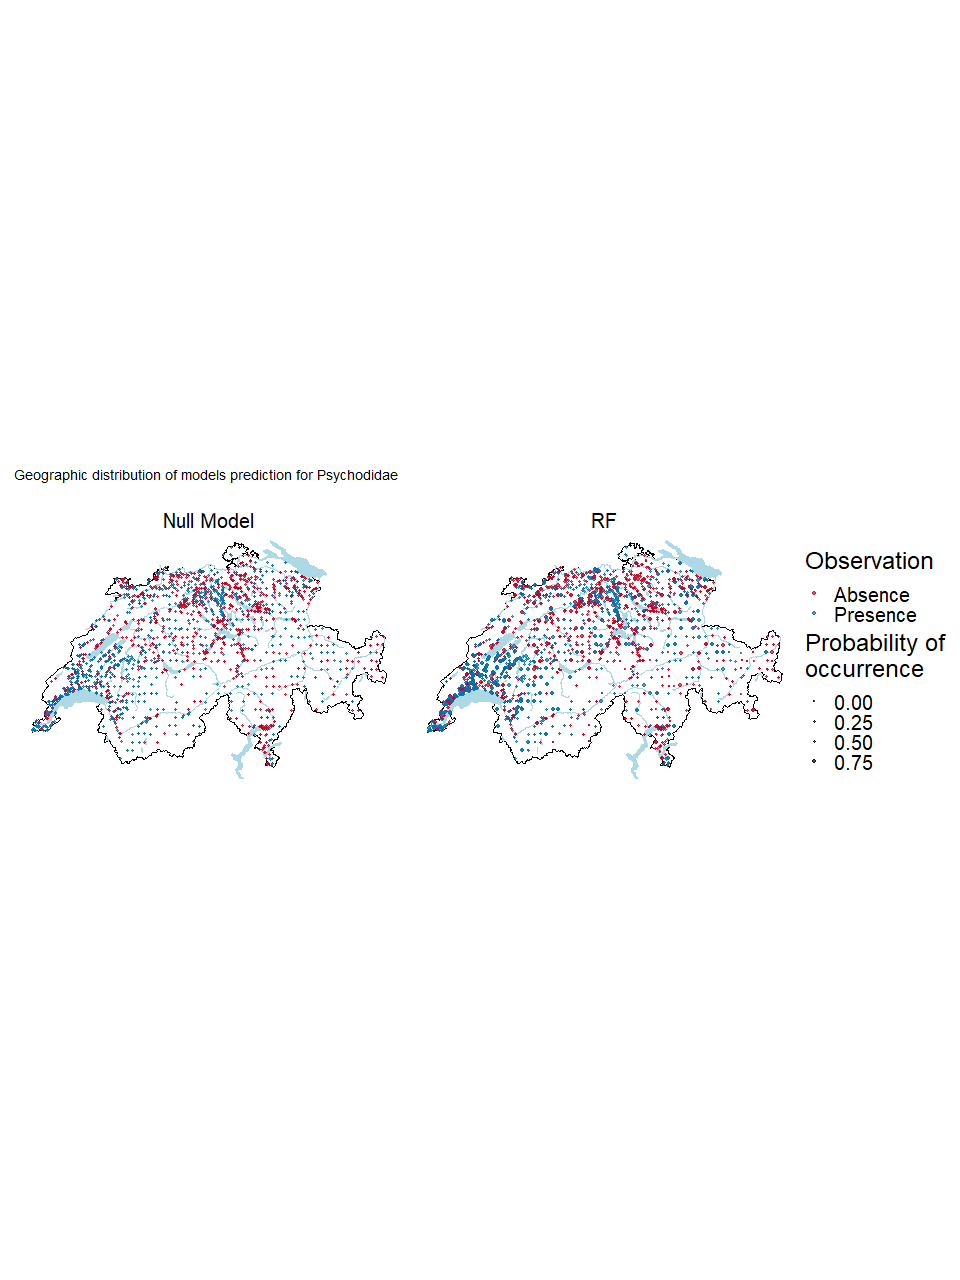 Geographic distribution of models prediction for Psychodidae
Null Model
RF
Observation
Absence
Presence
Probability of
occurrence
0.00
0.25
0.50
0.75